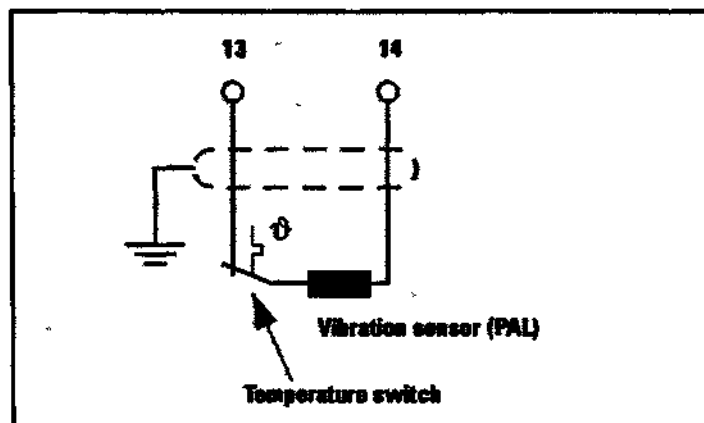 13 14
ϑ
Vibration sensor (PAL)
Temperature switch